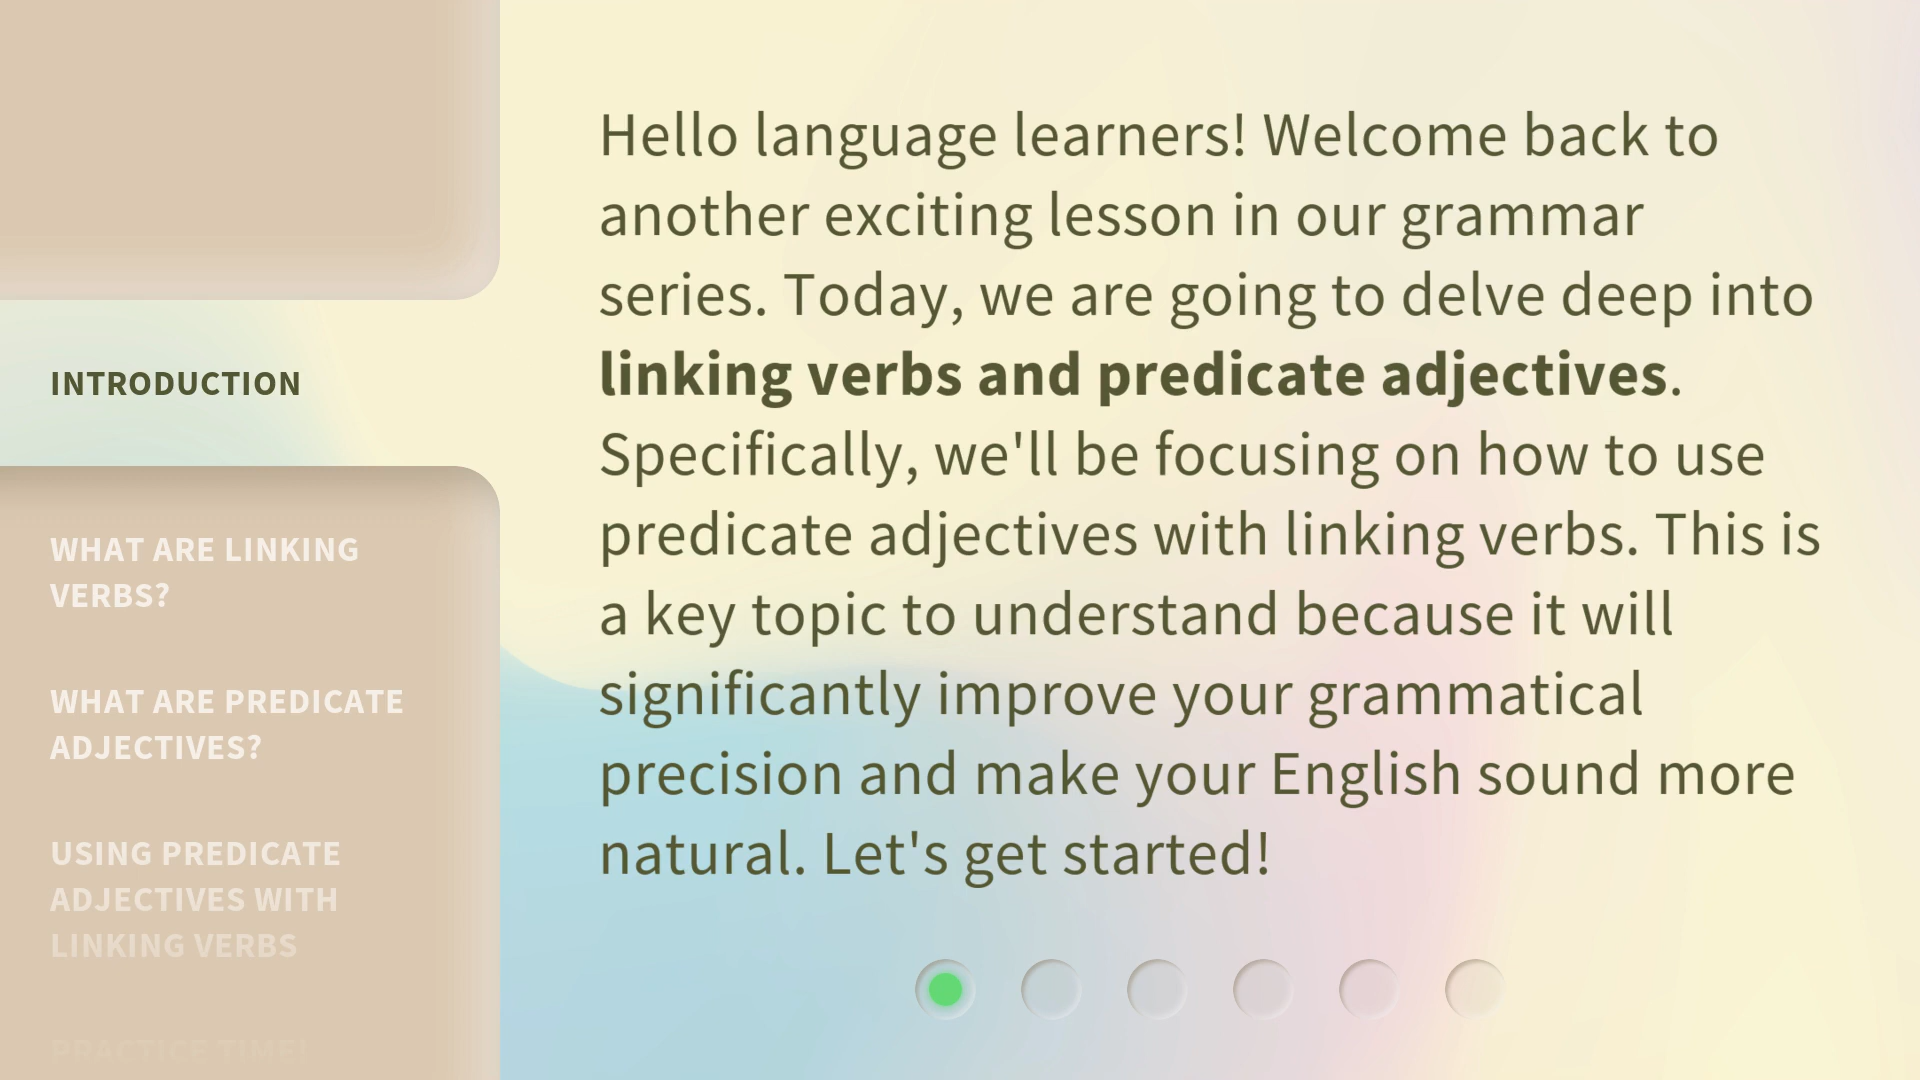 INTRODUCTION
WHAT ARE LINKING
VERBS?
WHAT ARE PREDICATE
ADJECTIVES?
USING PREDICATE
ADJECTIVES WITH
LINKING VERBS
PRACTICE TIME!
Hello language learners! Welcome back to
another exciting lesson in our grammar
series. Today, we are going to delve deep into
linking verbs and predicate adjectives.
Specifically, we'll be focusing on how to use
predicate adjectives with linking verbs. This is
a key topic to understand because it will
significantly improve your grammatical
precision and make your English sound more
natural. Let's get started!